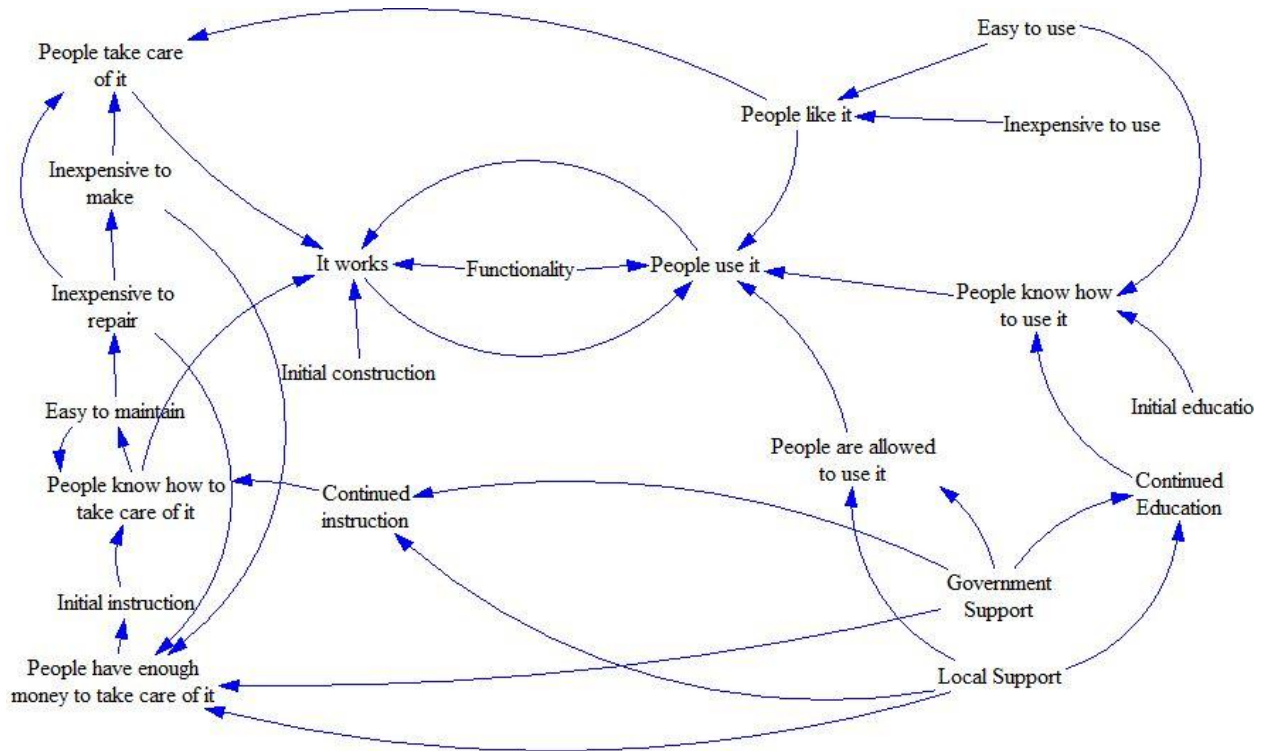 Easy to use
People take care
of it
People like it
Inexpensive to use
Inexpensive to
make
It works
Functionality
People use it
Inexpensive to
repair
People know how
to use it
Initial construction
Easy to maintain
Initial educatio
People are allowed
to use it
People know how to
take care of it
Continued
instruction
Continued
Education
Government
Support
Initial instruction
People have enough
money to take care of it
Local Support